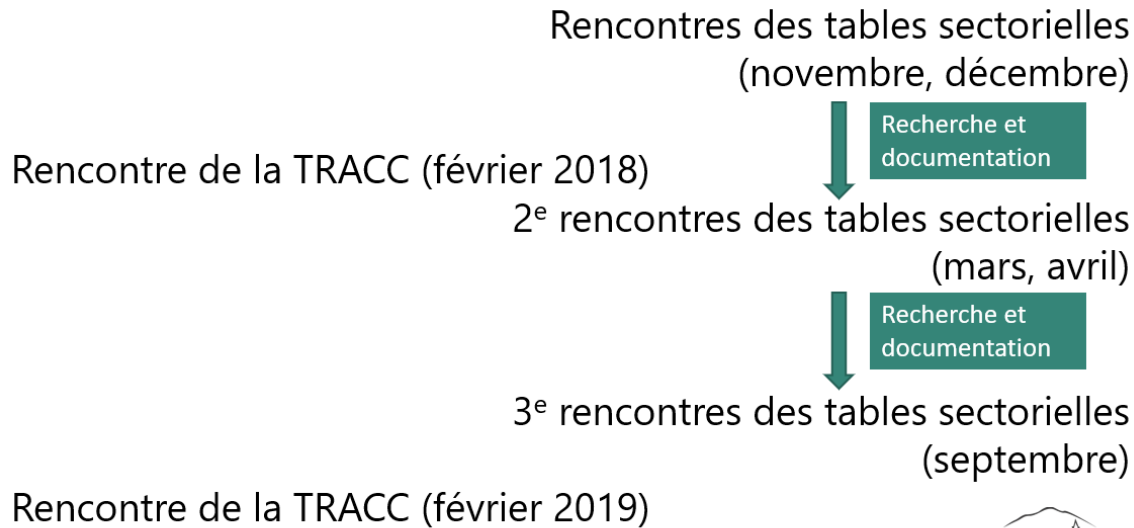 Rencontres des tables sectorielles
(novembre, décembre)
Recherche et
documentation
Rencontre de la TRACC (février 2018)
2e rencontres des tables sectorielles
(mars, avril)
Recherche et
documentation
3e rencontres des tables sectorielles
(septembre)
Rencontre de la TRACC (février 2019)